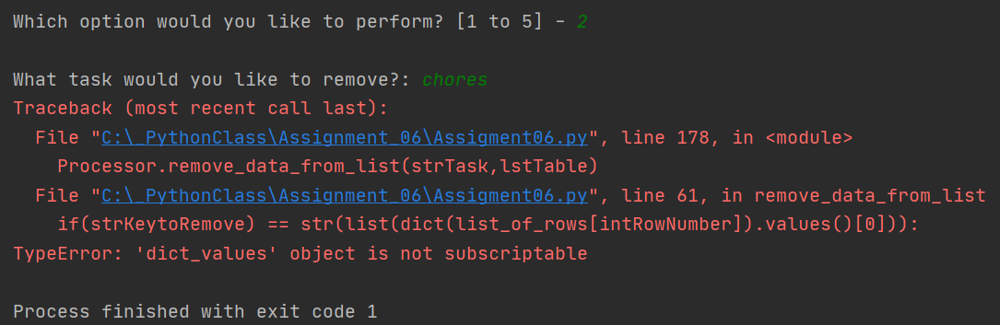 Which option would you like to perform? [1 to 5] - 2
What task would you like to remove?: chores
Traceback (most recent call last):
File "C:\_PythonClass\Assignment_06\Assigment06.py", line 178, in <module>
Processor.remove_data_from_list(strTask,lstTable)
File "C:\_PythonClass\Assignment_06\Assigment06.py", line 61, in remove_data_from_list
if(strKeytoRemove) == str(list(dict(list_of_rows[intRowNumber]).values()[0])):
TypeError: 'dict_values' object is not subscriptable
Process finished with exit code 1